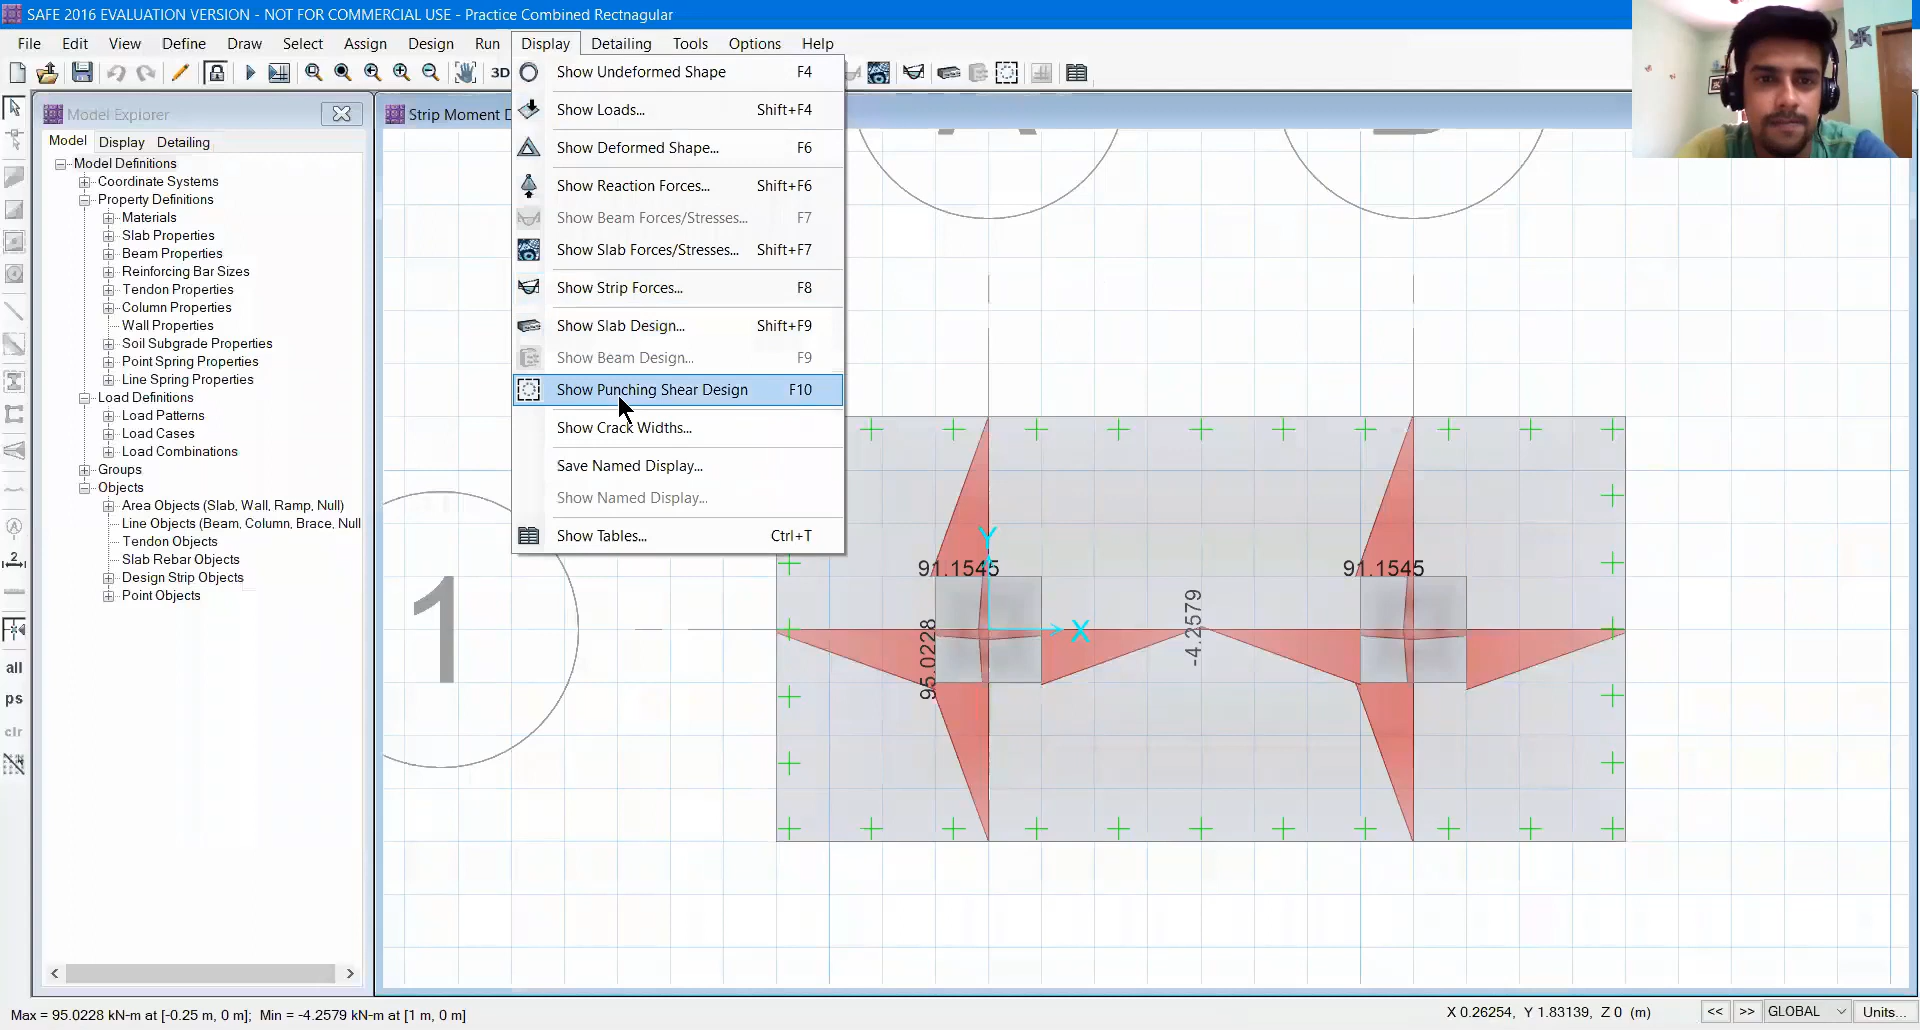 SAFE 2016 EVALUATION VERSION - NOT FOR COMMERCIAL USE - Practice Combined Rectnagular
File Edit View Define Draw Select Assign Design Run Display Detailing Tools Options Help
3D
Model Explorer
Model Display Detailing
Model Definitions
Coordinate Systems
Property Definitions
Materials
Slab Properties
Beam Properties
Reinforcing Bar Sizes
Tendon Properties
Column Properties
Wall Properties
Soil Subgrade Properties
Point Spring Properties
Line Spring Properties
Load Definitions
Load Patterns
Load Cases
Load Combinations
Groups
Objects
Area Objects (Slab, Wall, Ramp, Null)
Line Objects (Beam, Column, Brace, Null
Tendon Objects
Slab Rebar Objects
Design Strip Objects
Point Objects
all
ps
clr
Strip Moment D
Show Undeformed Shape F4
Show Loads... Shift+F4
Show Deformed Shape... F6
Show Reaction Forces... Shift+F6
Show Beam Forces/Stresses... F7
Show Slab Forces/Stresses... Shift+F7
Show Strip Forces... F8
Show Slab Design... Shift+F9
Show Beam Design... F9
Show Punching Shear Design F10
Show Crack Widths...
Save Named Display...
Show Named Display...
Show Tables... Ctrl+T
1
Y
91.1545
91.1545
95.0228
X
-4.2579
Max = 95.0228 kN-m at [-0.25 m, 0 m]; Min = -4.2579 kN-m at [1 m, 0 m]
X 0.26254, Y 1.83139, Z 0 (m)
<< >> GLOBAL Units...